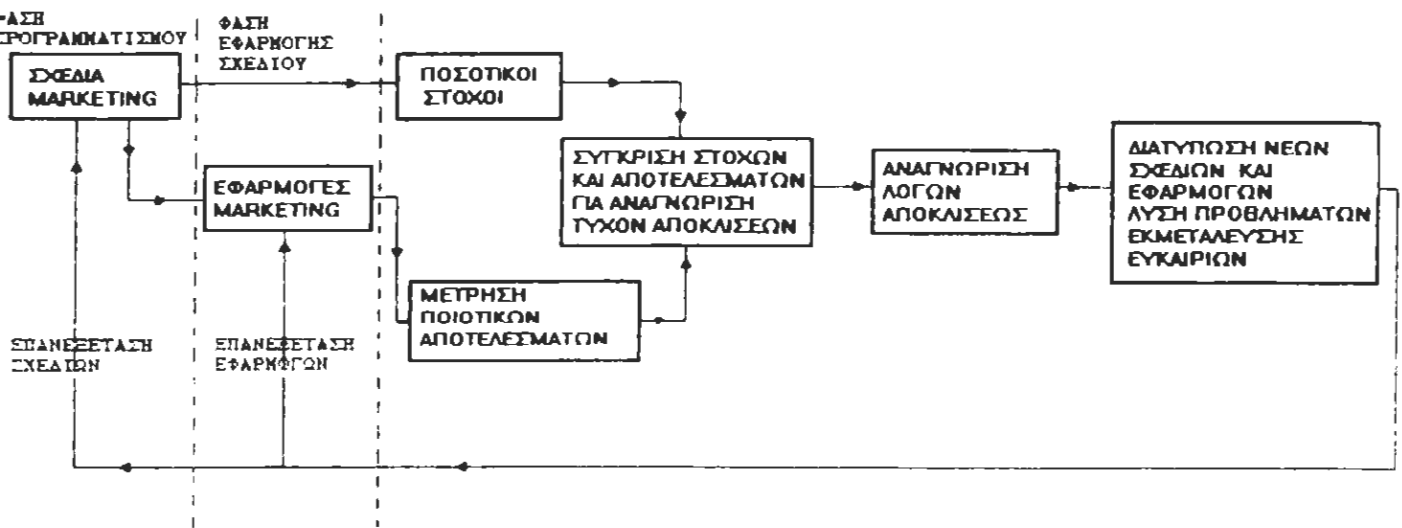 ΦΑΣΗ
ΠΡΟΓΡΑΜΜΑΤΙΣΜΟΥ
ΦΑΣΗ
ΕΦΑΡΜΟΓΗΣ
ΣΧΕΔΙΟΥ
ΣΧΕΔΙΑ
MARKETING
ΠΟΣΟΤΙΚΟΙ
ΣΤΟΧΟΙ
ΕΦΑΡΜΟΓΕΣ
MARKETING
ΣΥΓΚΡΙΣΗ ΣΤΟΧΩΝ
ΚΑΙ ΑΠΟΤΕΛΕΣΜΑΤΩΝ
ΓΙΑ ΑΝΑΓΝΩΡΙΣΗ
ΤΥΧΟΝ ΑΠΟΚΛΙΣΕΩΝ
ΑΝΑΓΝΩΡΙΣΗ
ΛΟΓΩΝ
ΑΠΟΚΛΙΣΕΩΣ
ΔΙΑΤΥΠΩΣΗ ΝΕΩΝ
ΣΧΕΔΙΩΝ ΚΑΙ
ΕΦΑΡΜΟΓΩΝ
ΛΥΣΗ ΠΡΟΒΛΗΜΑΤΩΝ
ΕΚΜΕΤΑΛΕΥΣΗΣ
ΕΥΚΑΙΡΙΩΝ
ΜΕΤΡΗΣΗ
ΠΟΙΟΤΙΚΩΝ
ΑΠΟΤΕΛΕΣΜΑΤΩΝ
ΕΠΑΝΕΞΕΤΑΣΗ
ΣΧΕΔΙΩΝ
ΕΠΑΝΕΞΕΤΑΣΗ
ΕΦΑΡΜΟΓΩΝ